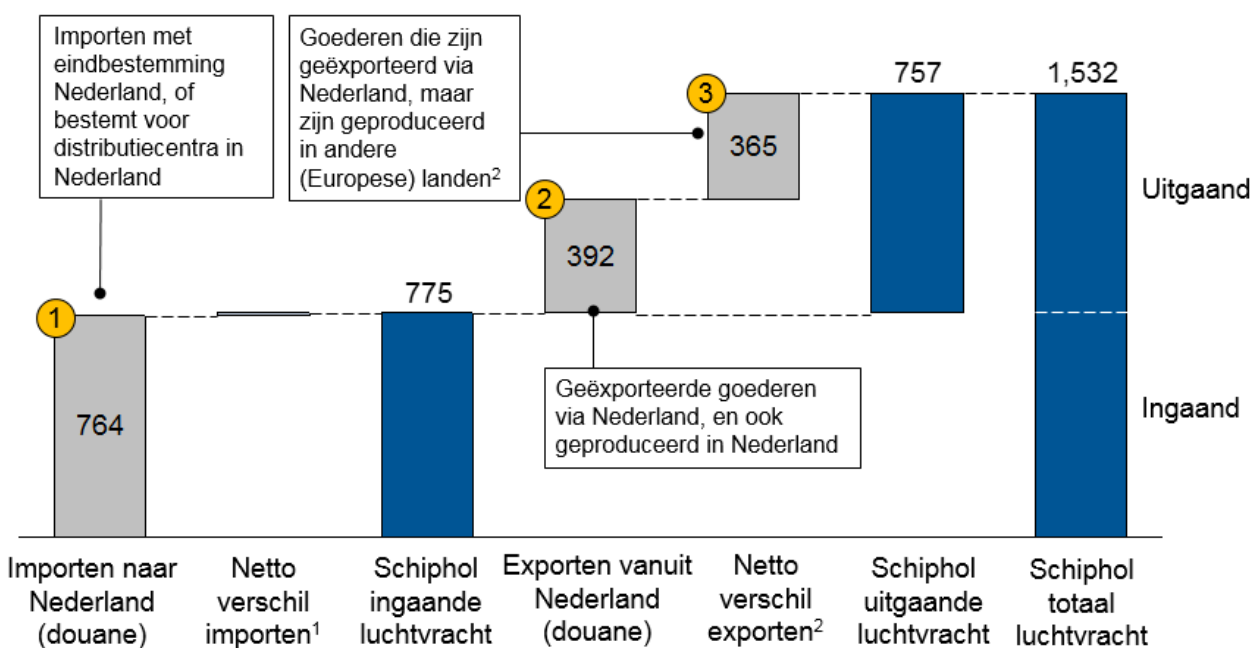 Importen met
eindbestemming
Nederland, of
bestemt voor
distributiecentra in
Nederland
Goederen die zijn
geëxporteerd via
Nederland, maar
zijn geproduceerd
in andere
(Europese) landen²
3
365
757
1,532
Uitgaand
2
392
1
764
775
Geëxporteerde goederen
via Nederland, en ook
geproduceerd in Nederland
Ingaand
Importen naar
Nederland
(douane)
Netto
verschil
importen¹
Schiphol
ingaande
luchtvracht
Exporten vanuit
Nederland
(douane)
Netto
verschil
exporten²
Schiphol
uitgaande
luchtvracht
Schiphol
totaal
luchtvracht